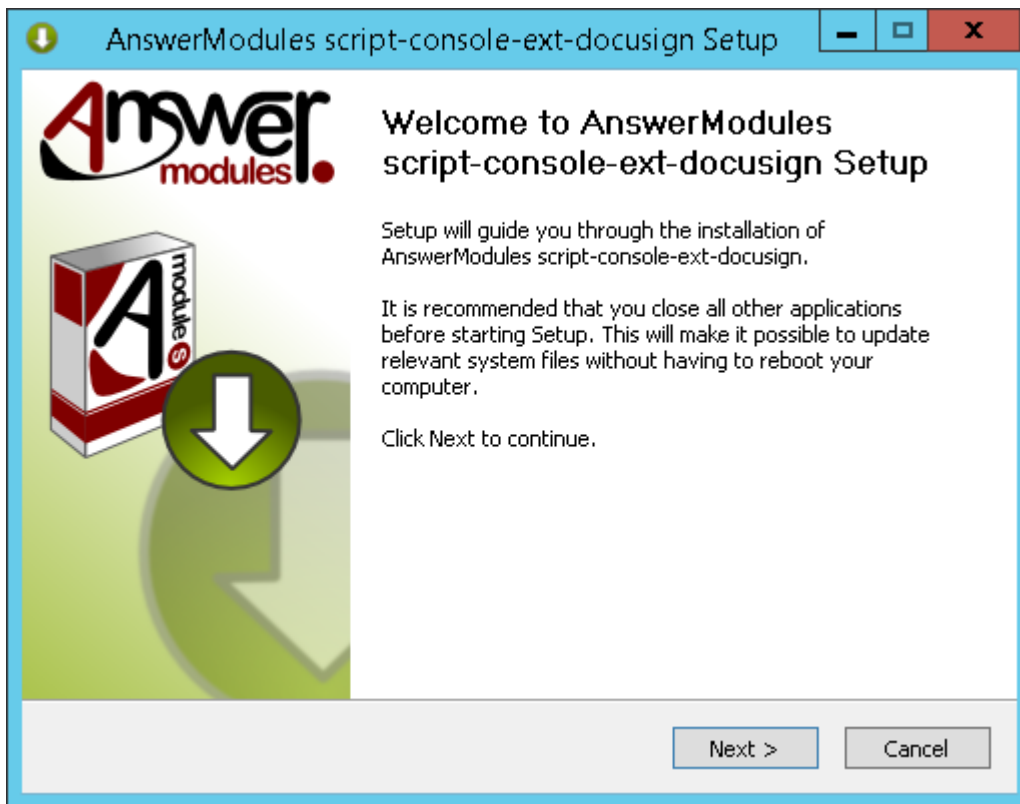 AnswerModules script-console-ext-docusign Setup
Answer
modules
Welcome to AnswerModules
script-console-ext-docusign Setup
Setup will guide you through the installation of
AnswerModules script-console-ext-docusign.
It is recommended that you close all other applications
before starting Setup. This will make it possible to update
relevant system files without having to reboot your
computer.
Click Next to continue.
A
modules
Next >
Cancel